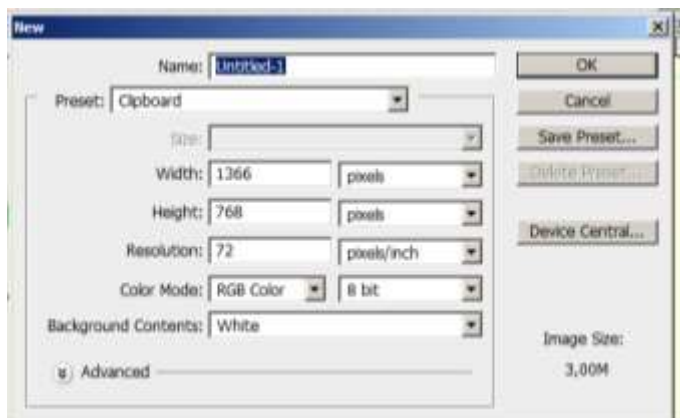 New
Name: Untitled-1
OK
Preset: Clipboard
Cancel
Size:
Save Preset...
Width: 1366 pixels
Delete Preset...
Height: 768 pixels
Device Central...
Resolution: 72 pixels/inch
Color Mode: RGB Color 8 bit
Background Contents: White
Image Size:
3,00M
Advanced